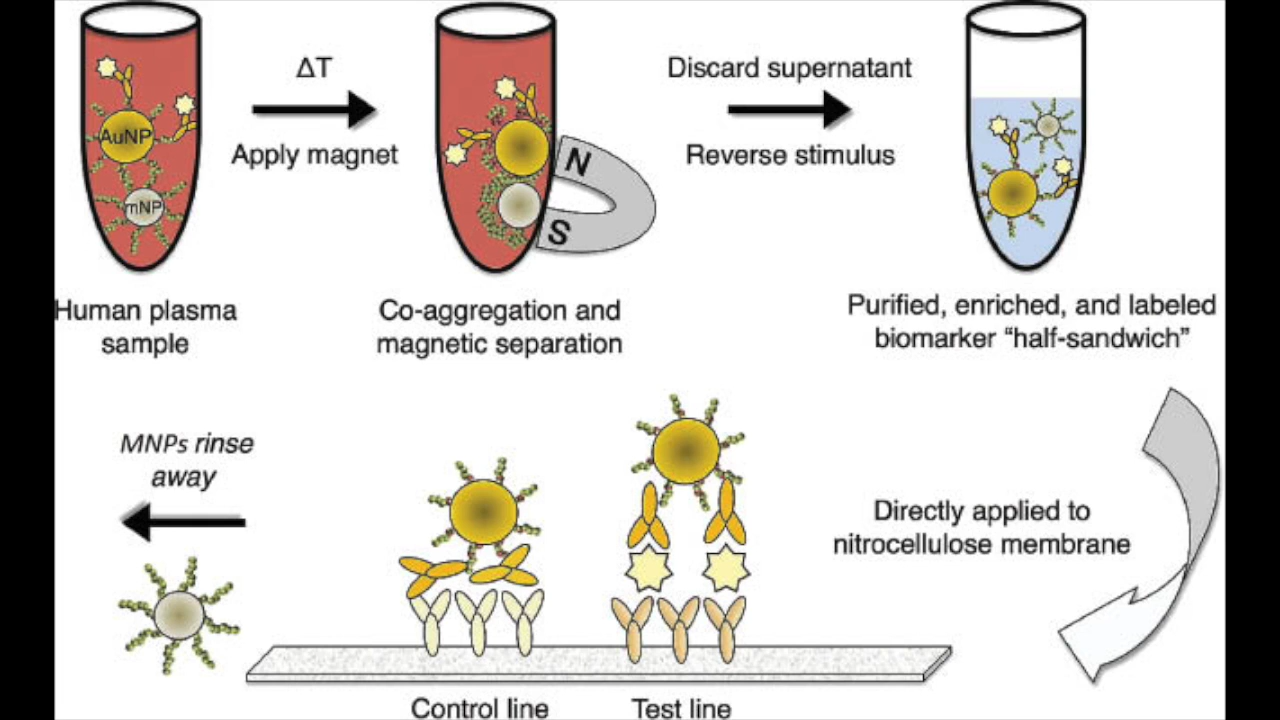 ΔT
Apply magnet
Discard supernatant
Reverse stimulus
AuNP
mNP
N
S
Human plasma
sample
Co-aggregation and
magnetic separation
Purified, enriched, and labeled
biomarker “half-sandwich”
MNPs rinse
away
Directly applied to
nitrocellulose membrane
Control line
Test line